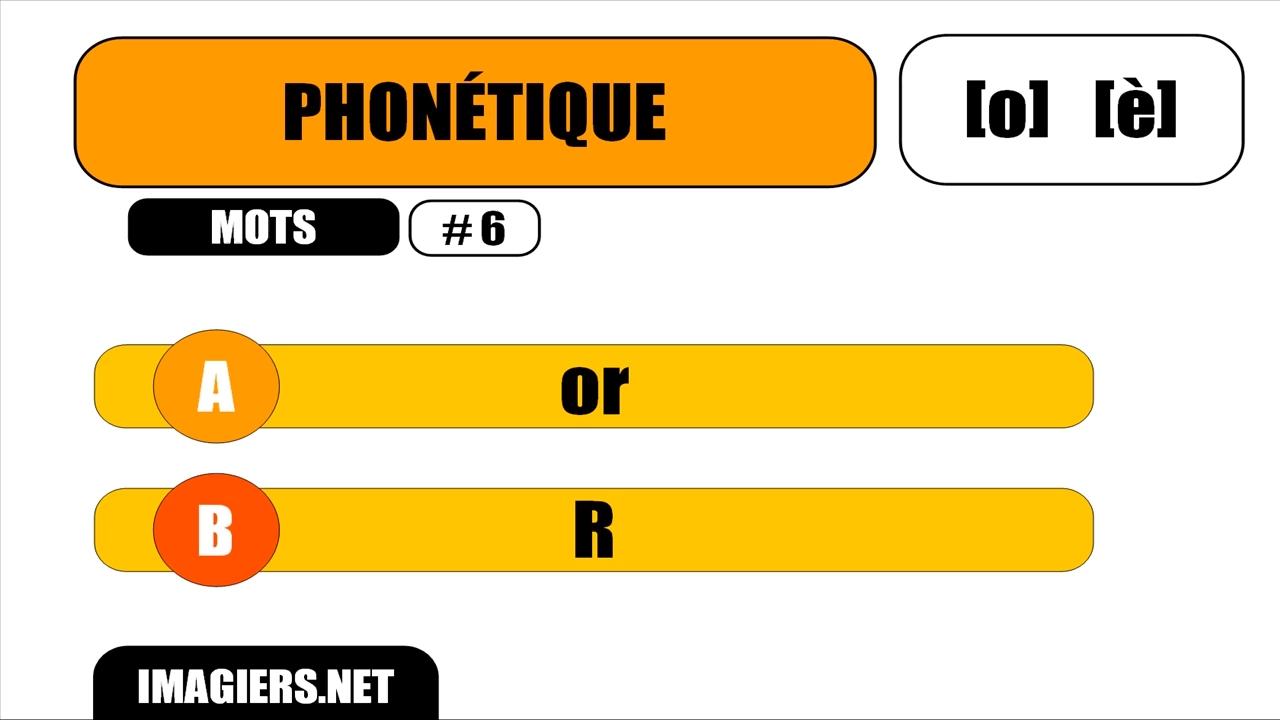 PHONÉTIQUE
[o] [è]
MOTS
# 6
A or
B R
IMAGIERS.NET